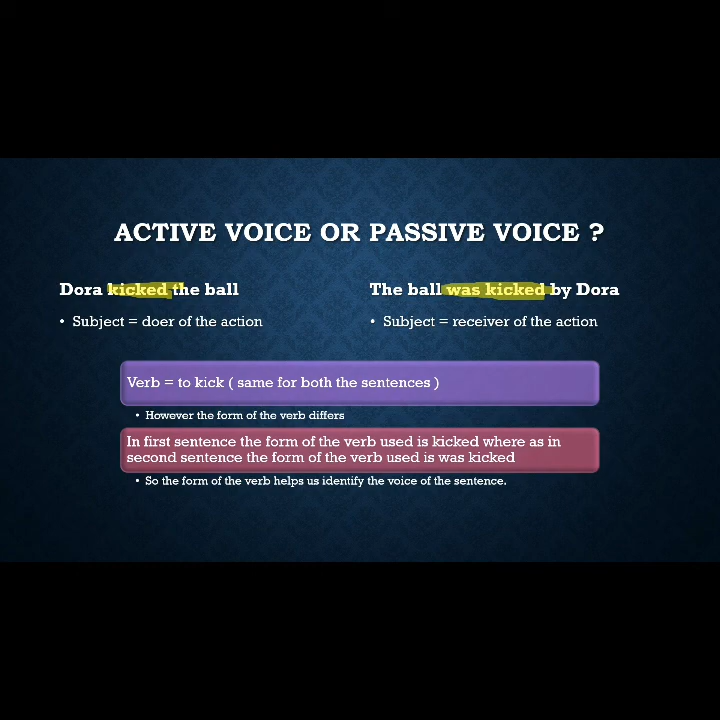 ACTIVE VOICE OR PASSIVE VOICE ?
Dora kicked the ball
• Subject = doer of the action
The ball was kicked by Dora
• Subject = receiver of the action
Verb = to kick ( same for both the sentences )
• However the form of the verb differs
In first sentence the form of the verb used is kicked where as in
second sentence the form of the verb used is was kicked
• So the form of the verb helps us identify the voice of the sentence.